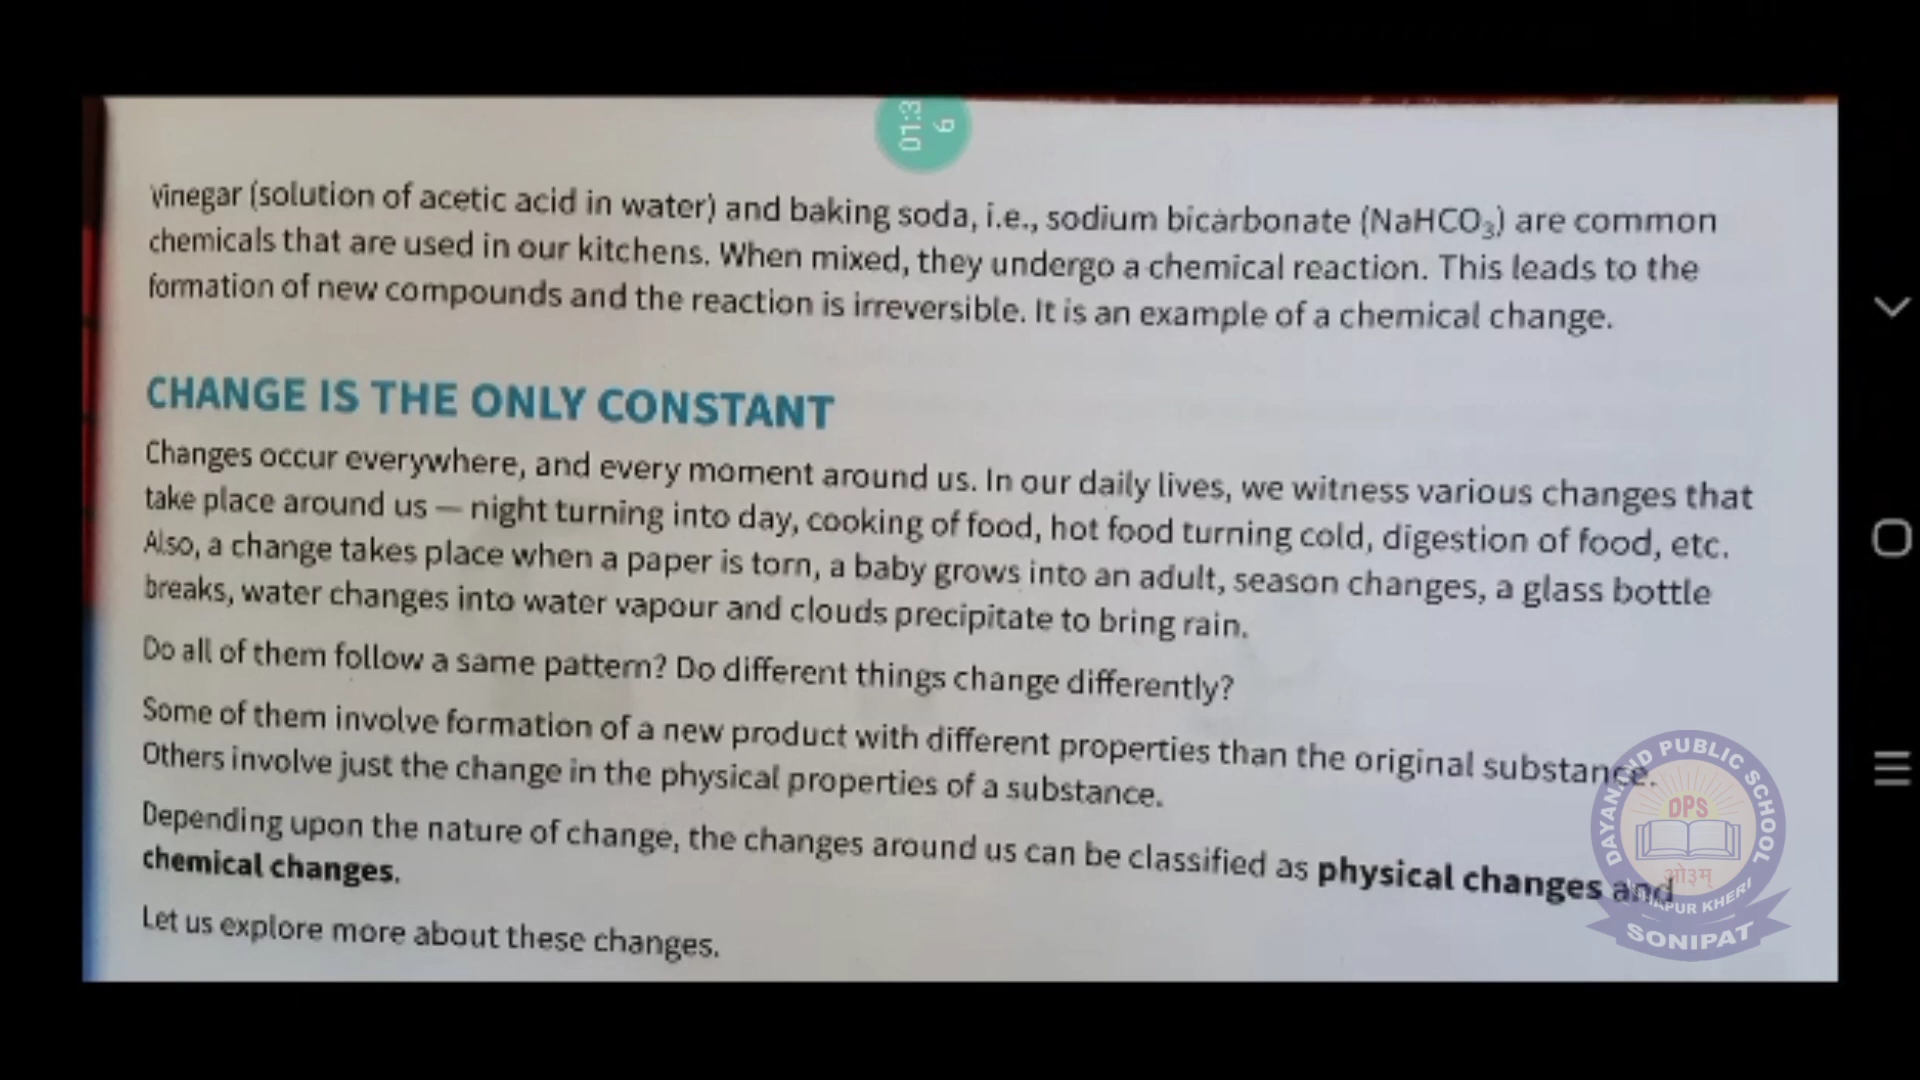 01:3
6
Vinegar (solution of acetic acid in water) and baking soda, i.e., sodium bicarbonate (NaHCO₃) are common
chemicals that are used in our kitchens. When mixed, they undergo a chemical reaction. This leads to the
formation of new compounds and the reaction is irreversible. It is an example of a chemical change.
CHANGE IS THE ONLY CONSTANT
Changes occur everywhere, and every moment around us. In our daily lives, we witness various changes that
take place around us — night turning into day, cooking of food, hot food turning cold, digestion of food, etc.
Also, a change takes place when a paper is torn, a baby grows into an adult, season changes, a glass bottle
breaks, water changes into water vapour and clouds precipitate to bring rain.
Do all of them follow a same pattern? Do different things change differently?
Some of them involve formation of a new product with different properties than the original substance.
Others involve just the change in the physical properties of a substance.
Depending upon the nature of change, the changes around us can be classified as physical changes and
chemical changes.
Let us explore more about these changes.
DAYANAND PUBLIC SCHOOL
DPS
ओ३म्
KHERI
SONIPAT